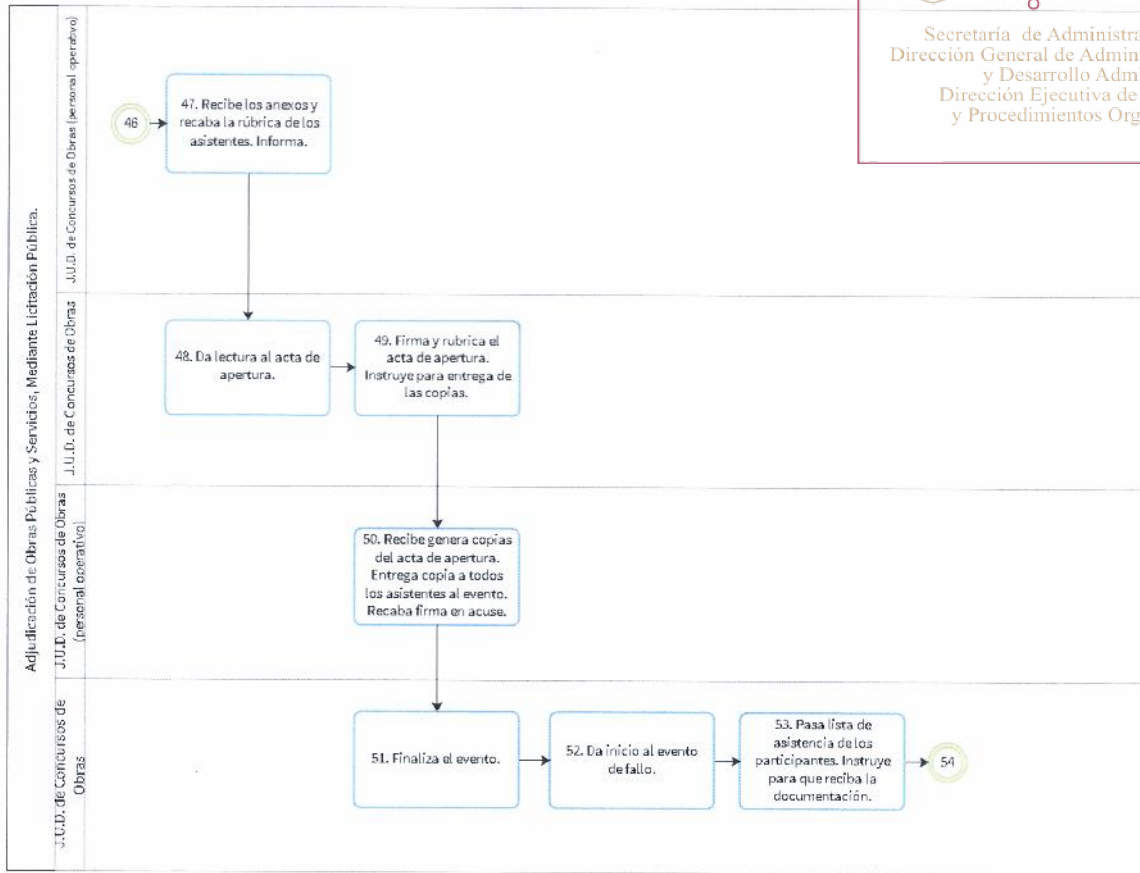 Secretaría de Administra
Dirección General de Admin
y Desarrollo Admi
Dirección Ejecutiva de
y Procedimientos Org
Adjudicación de Obras Públicas y Servicios, Mediante Licitación Pública.
J.U.D. de Concursos de Obras (personal operativo)
46
47. Recibe los anexos y
recaba la rúbrica de los
asistentes. Informa.
J.U.D. de Concursos de Obras
48. Da lectura al acta de
apertura.
49. Firma y rubrica el
acta de apertura.
Instruye para entrega de
las copias.
J.U.D. de Concursos de Obras
(personal operativo)
50. Recibe genera copias
del acta de apertura.
Entrega copia a todos
los asistentes al evento.
Recaba firma en acuse.
J.U.D. de Concursos de
Obras
51. Finaliza el evento.
52. Da inicio al evento
de fallo.
53. Pasa lista de
asistencia de los
participantes. Instruye
para que reciba la
documentación.
54